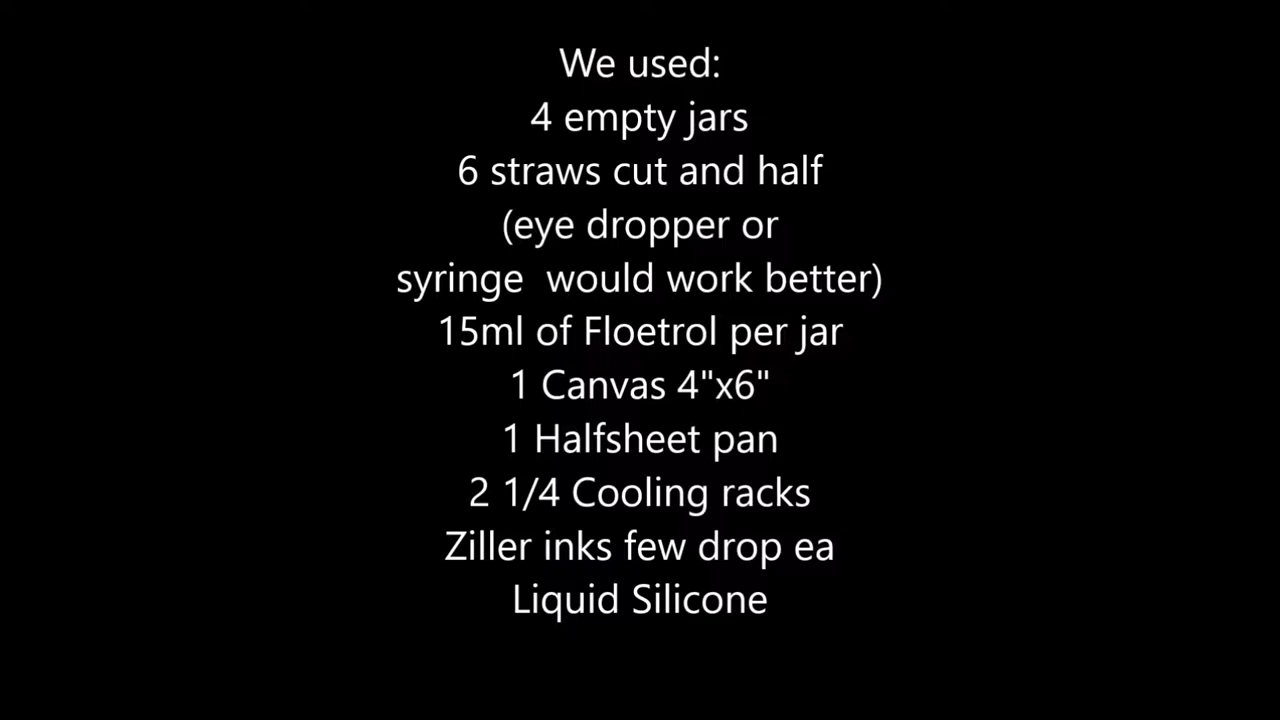 We used:
4 empty jars
6 straws cut and half
(eye dropper or
syringe  would work better)
15ml of Floetrol per jar
1 Canvas 4"x6"
1 Halfsheet pan
2 1/4 Cooling racks
Ziller inks few drop ea
Liquid Silicone